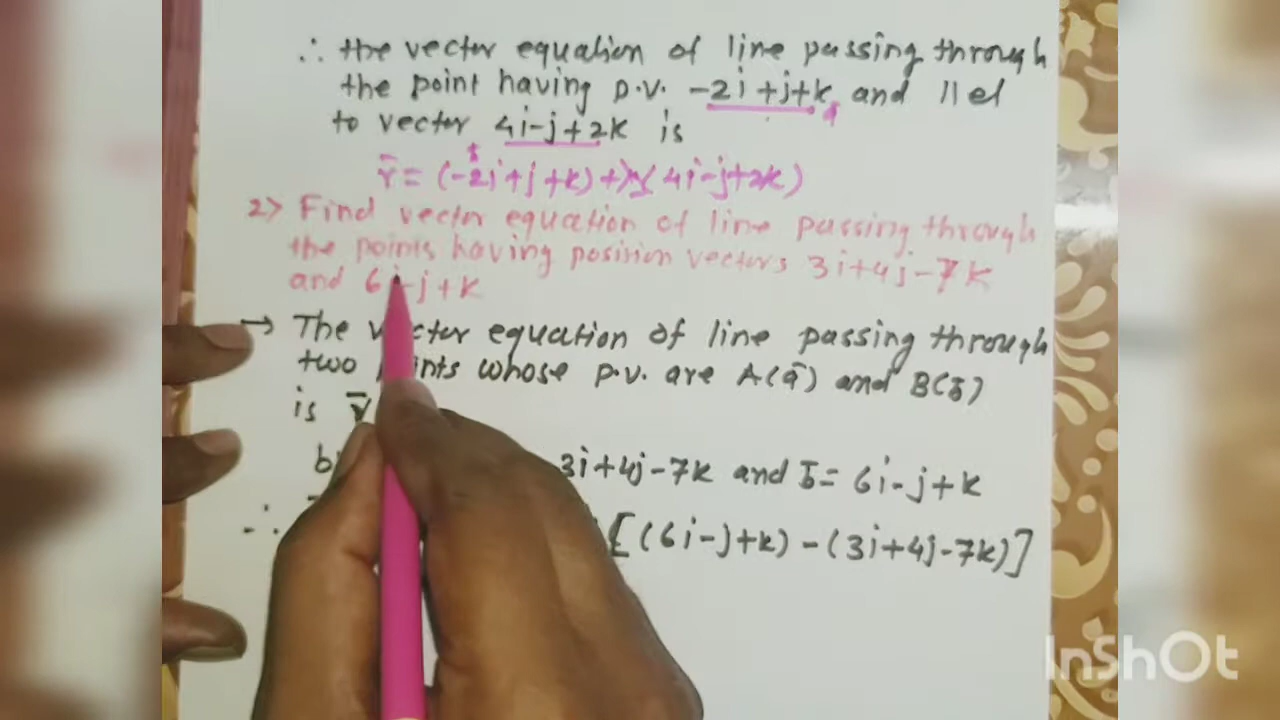 ∴ the vector equation of line passing through
the point having p.v. -2i+j+k and llel
to vector 4i-j+2k is
r̄ = (-2i+j+k)+λ(4i-j+2k)
2> Find vector equation of line passing through
the points having position vectors 3i+4j-7k
and 6i-j+k
→ The vector equation of line passing through
two points whose p.v. are A(ā) and B(b̄)
is r̄
3i+4j-7k and b̄= 6i-j+k
∴ [(6i-j+k) - (3i+4j-7k)]
InShOt